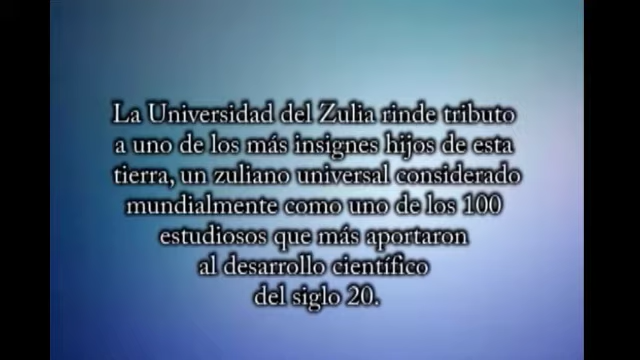 La Universidad del Zulia rinde tributo
a uno de los más insignes hijos de esta
tierra, un zuliano universal considerado
mundialmente como uno de los 100
estudiosos que más aportaron
al desarrollo científico
del siglo 20.